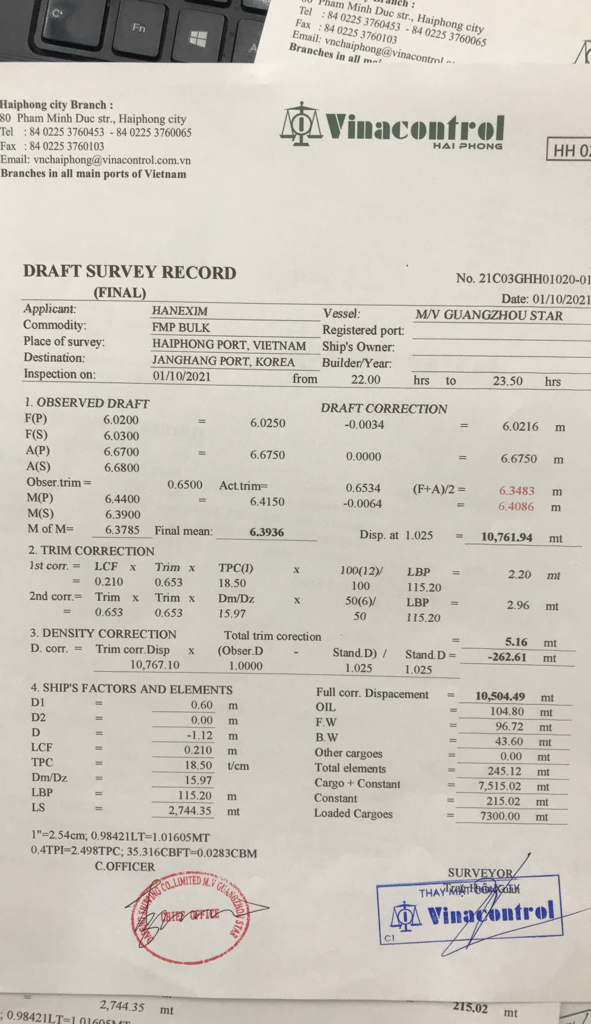 Fn
Pham Minh Duc str., Haiphong city
Tel : 84 0225 3760453 - 84 0225 3760065
Fax : 84 0225 3760103
Email: vnchaiphong@vinacontrol
Branches in all
Haiphong city Branch :
80 Pham Minh Duc str., Haiphong city
Tel : 84 0225 3760453 - 84 0225 3760065
Fax : 84 0225 3760103
Email: vnchaiphong@vinacontrol.com.vn
Branches in all main ports of Vietnam
Vinacontrol
HAI PHONG
HH 02
DRAFT SURVEY RECORD
(FINAL)
No. 21C03GHH01020-01
Date: 01/10/2021
Applicant: HANEXIM Vessel: M/V GUANGZHOU STAR
Commodity: FMP BULK Registered port:
Place of survey: HAIPHONG PORT, VIETNAM Ship's Owner:
Destination: JANGHANG PORT, KOREA Builder/Year:
Inspection on: 01/10/2021 from 22.00 hrs to 23.50 hrs
1. OBSERVED DRAFT DRAFT CORRECTION
F(P) 6.0200 = 6.0250 -0.0034 = 6.0216 m
F(S) 6.0300
A(P) 6.6700 = 6.6750 0.0000 = 6.6750 m
A(S) 6.6800
Obser.trim = 0.6500 Act.trim= 0.6534 (F+A)/2 = 6.3483 m
M(P) 6.4400 = 6.4150 -0.0064 = 6.4086 m
M(S) 6.3900
M of M= 6.3785 Final mean: 6.3936 Disp. at 1.025 = 10,761.94 mt
2. TRIM CORRECTION
1st corr. = LCF x Trim x TPC(I) x 100(12)/ LBP = 2.20 mt
= 0.210 0.653 18.50 100 115.20
2nd corr.= Trim x Trim x Dm/Dz x 50(6)/ LBP = 2.96 mt
= 0.653 0.653 15.97 50 115.20
3. DENSITY CORRECTION Total trim corection = 5.16 mt
D. corr. = Trim corr.Disp x (Obser.D - Stand.D) / Stand.D = -262.61 mt
10,767.10 1.0000 1.025 1.025
4. SHIP'S FACTORS AND ELEMENTS Full corr. Dispacement = 10,504.49 mt
D1 = 0.60 m OIL = 104.80 mt
D2 = 0.00 m F.W = 96.72 mt
D = -1.12 m B.W = 43.60 mt
LCF = 0.210 m Other cargoes = 0.00 mt
TPC = 18.50 t/cm Total elements = 245.12 mt
Dm/Dz = 15.97 Cargo + Constant = 7,515.02 mt
LBP = 115.20 m Constant = 215.02 mt
LS = 2,744.35 mt Loaded Cargoes = 7300.00 mt
1"=2.54cm; 0.98421LT=1.01605MT
0.4TPI=2.498TPC; 35.316CBFT=0.0283CBM
C.OFFICER
SURVEYOR
SHIPPING CO.,LIMITED M.V GUANGZHOU STAR
CHIEF OFFICE
THAY MẶT
Vinacontrol
C1
= 2,744.35 mt 215.02 mt
; 0.98421LT=1.01605MT